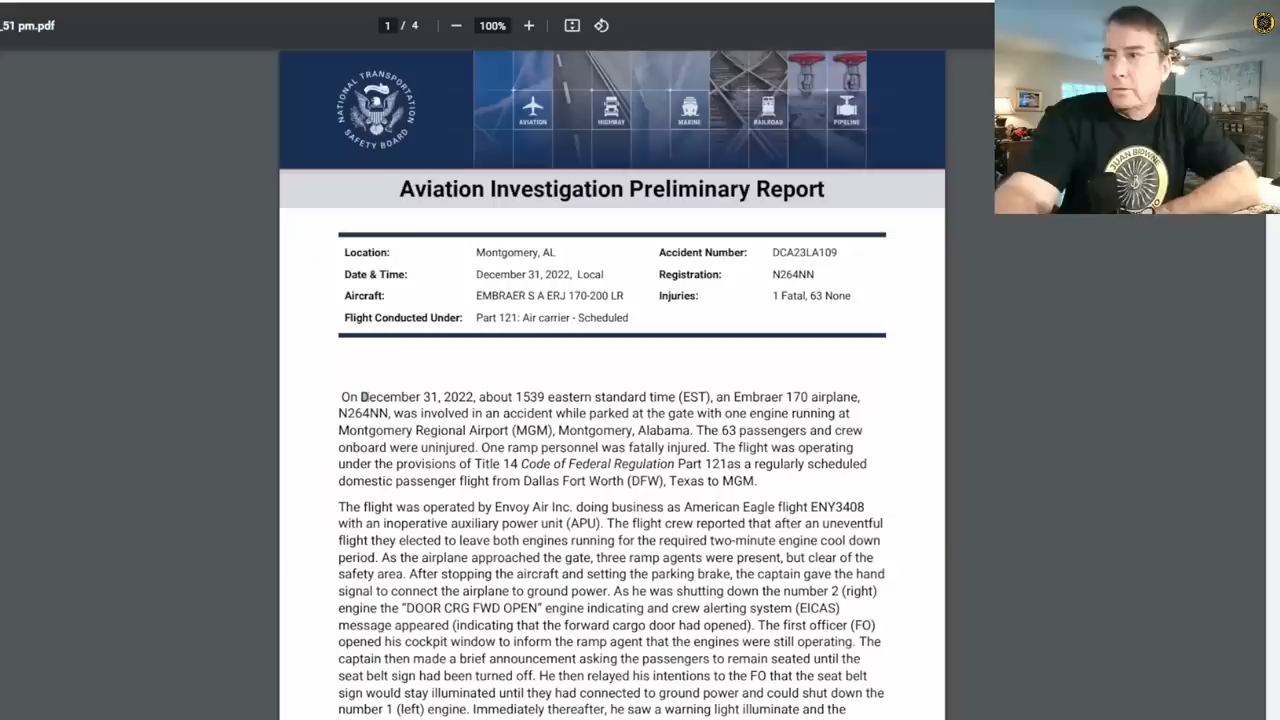 _51 pm.pdf
1 / 4
100%
NATIONAL TRANSPORTATION SAFETY BOARD
AVIATION
HIGHWAY
MARINE
RAILROAD
PIPELINE
Aviation Investigation Preliminary Report
Location: Montgomery, AL Accident Number: DCA23LA109
Date & Time: December 31, 2022, Local Registration: N264NN
Aircraft: EMBRAER S A ERJ 170-200 LR Injuries: 1 Fatal, 63 None
Flight Conducted Under: Part 121: Air carrier - Scheduled
On December 31, 2022, about 1539 eastern standard time (EST), an Embraer 170 airplane,
N264NN, was involved in an accident while parked at the gate with one engine running at
Montgomery Regional Airport (MGM), Montgomery, Alabama. The 63 passengers and crew
onboard were uninjured. One ramp personnel was fatally injured. The flight was operating
under the provisions of Title 14 Code of Federal Regulation Part 121as a regularly scheduled
domestic passenger flight from Dallas Fort Worth (DFW), Texas to MGM.
The flight was operated by Envoy Air Inc. doing business as American Eagle flight ENY3408
with an inoperative auxiliary power unit (APU). The flight crew reported that after an uneventful
flight they elected to leave both engines running for the required two-minute engine cool down
period. As the airplane approached the gate, three ramp agents were present, but clear of the
safety area. After stopping the aircraft and setting the parking brake, the captain gave the hand
signal to connect the airplane to ground power. As he was shutting down the number 2 (right)
engine the “DOOR CRG FWD OPEN” engine indicating and crew alerting system (EICAS)
message appeared (indicating that the forward cargo door had opened). The first officer (FO)
opened his cockpit window to inform the ramp agent that the engines were still operating. The
captain then made a brief announcement asking the passengers to remain seated until the
seat belt sign had been turned off. He then relayed his intentions to the FO that the seat belt
sign would stay illuminated until they had connected to ground power and could shut down the
number 1 (left) engine. Immediately thereafter, he saw a warning light illuminate and the
JUAN BROWNE